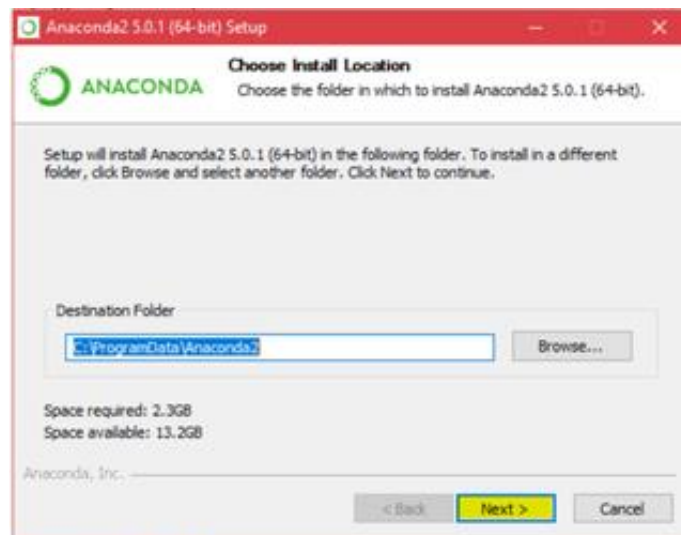 Anaconda2 5.0.1 (64-bit) Setup
ANACONDA
Choose Install Location
Choose the folder in which to install Anaconda2 5.0.1 (64-bit).
Setup will install Anaconda2 5.0.1 (64-bit) in the following folder. To install in a different
folder, click Browse and select another folder. Click Next to continue.
Destination Folder
C:\ProgramData\Anaconda2
Browse...
Space required: 2.3GB
Space available: 13.2GB
Anaconda, Inc.
< Back
Next >
Cancel